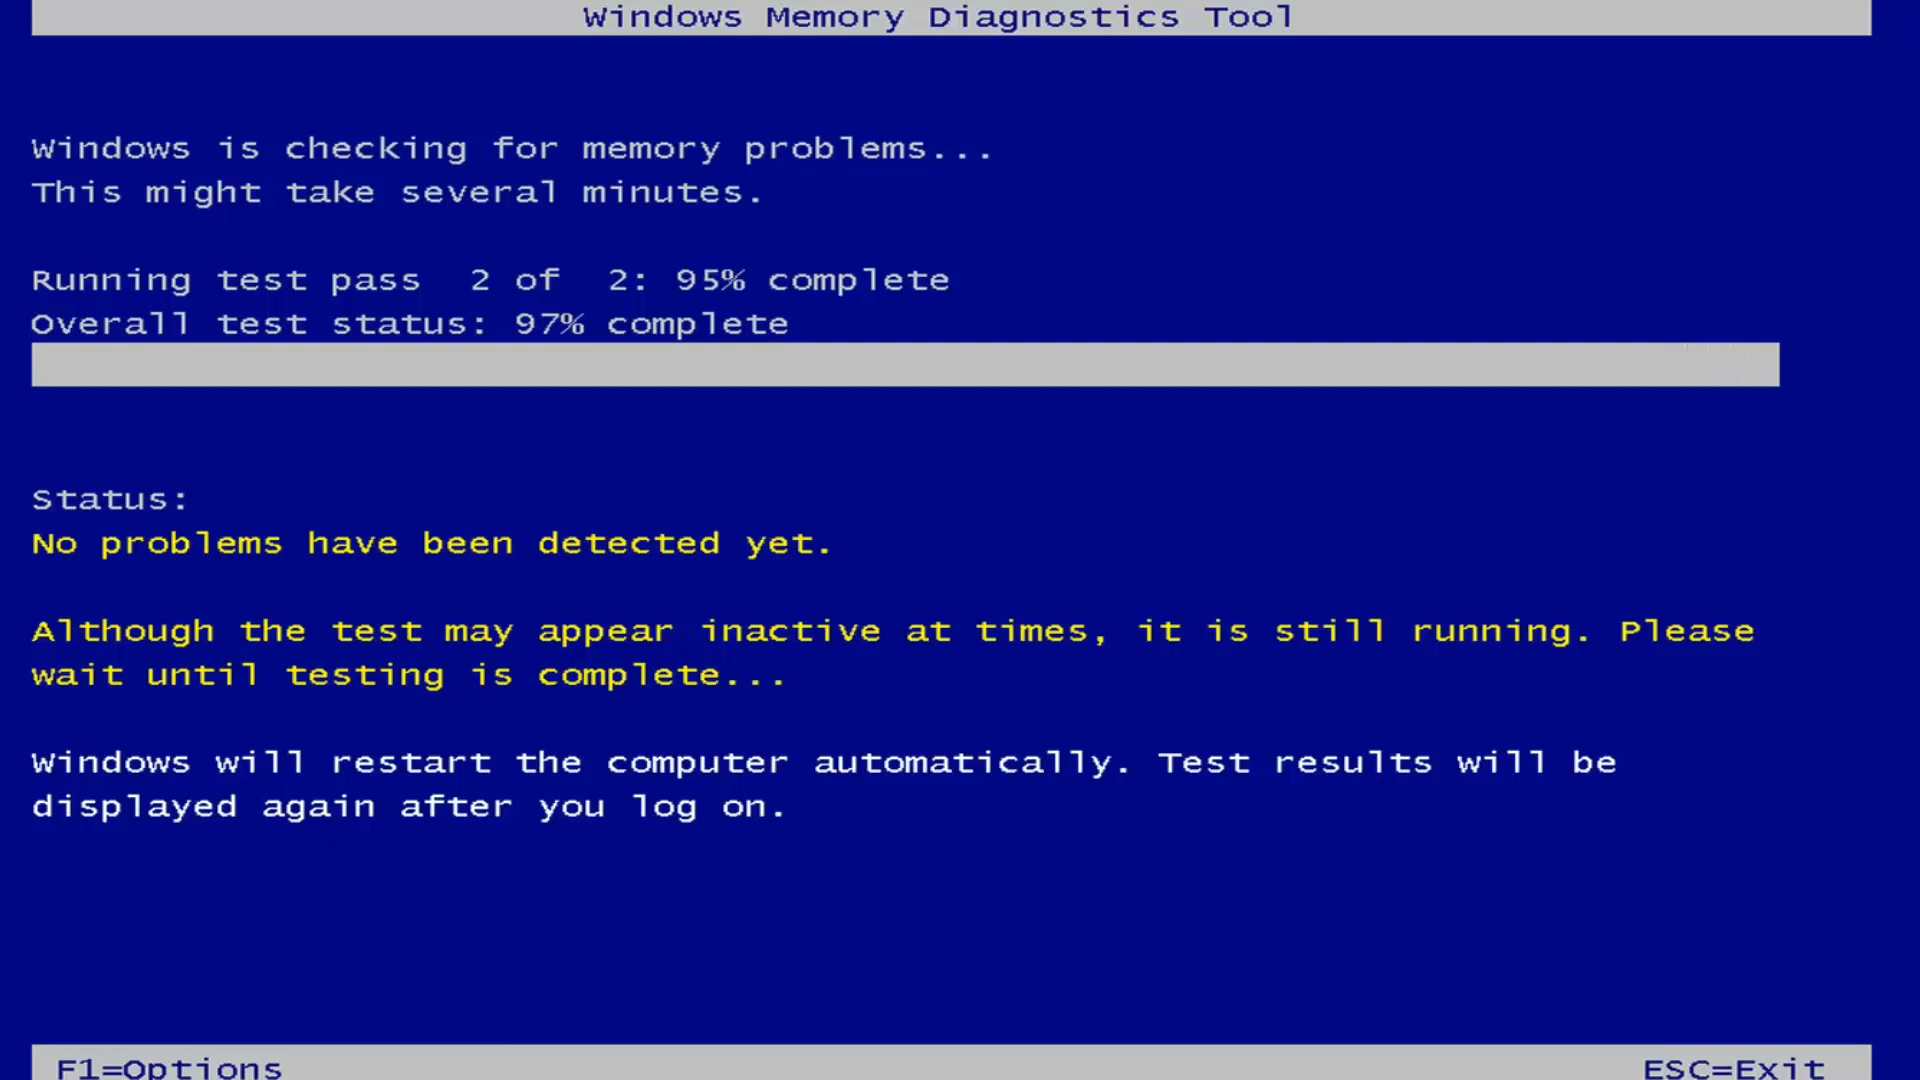 Windows Memory Diagnostics Tool
Windows is checking for memory problems...
This might take several minutes.
Running test pass  2 of  2: 95% complete
Overall test status: 97% complete
Status:
No problems have been detected yet.
Although the test may appear inactive at times, it is still running. Please
wait until testing is complete...
Windows will restart the computer automatically. Test results will be
displayed again after you log on.
F1=Options
ESC=Exit